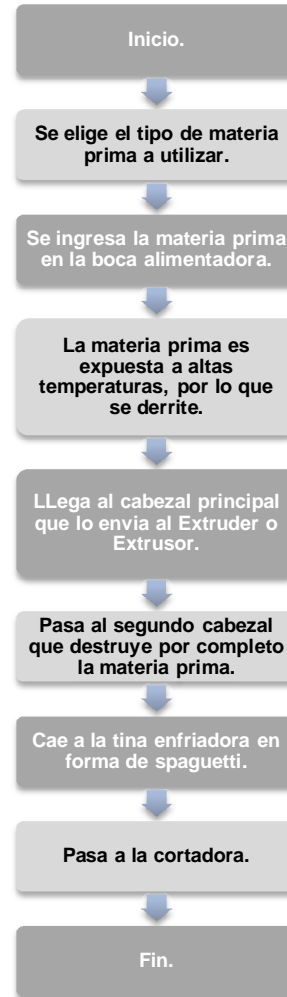 Inicio.
Se elige el tipo de materia
prima a utilizar.
Se ingresa la materia prima
en la boca alimentadora.
La materia prima es
expuesta a altas
temperaturas, por lo que
se derrite.
LLega al cabezal principal
que lo envia al Extruder o
Extrusor.
Pasa al segundo cabezal
que destruye por completo
la materia prima.
Cae a la tina enfriadora en
forma de spaguetti.
Pasa a la cortadora.
Fin.